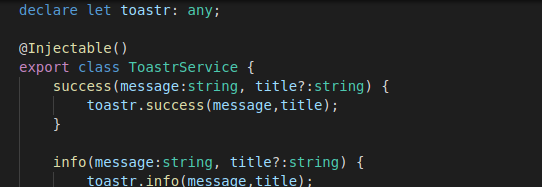 declare let toastr: any;
@Injectable()
export class ToastrService {
success(message:string, title?:string) {
toastr.success(message,title);
}
info(message:string, title?:string) {
toastr.info(message,title);